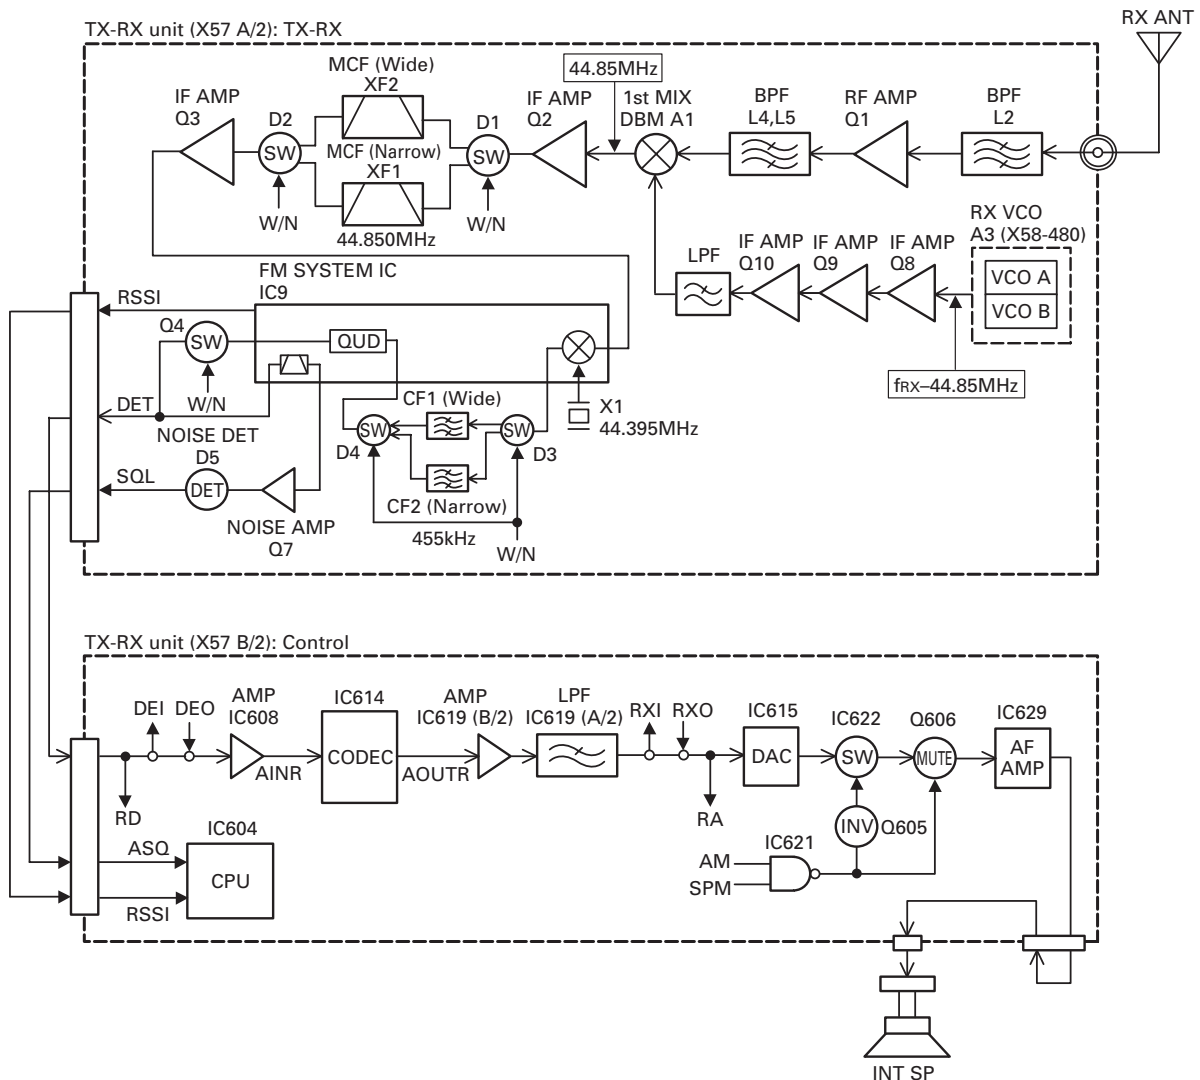 RX ANT
TX-RX unit (X57 A/2): TX-RX
MCF (Wide)
XF2
IF AMP
Q3
D2
SW
W/N
MCF (Narrow)
XF1
44.850MHz
D1
SW
W/N
IF AMP
Q2
44.85MHz
1st MIX
DBM A1
BPF
L4,L5
RF AMP
Q1
BPF
L2
LPF
IF AMP
Q10
IF AMP
Q9
IF AMP
Q8
RX VCO
A3 (X58-480)
VCO A
VCO B
fRX–44.85MHz
FM SYSTEM IC
IC9
RSSI
Q4
SW
W/N
QUD
DET
NOISE DET
D5
DET
SQL
NOISE AMP
Q7
CF1 (Wide)
SW
D4
SW
D3
CF2 (Narrow)
455kHz
W/N
X1
44.395MHz
TX-RX unit (X57 B/2): Control
DEI
DEO
AMP
IC608
AINR
IC614
CODEC
AOUTR
AMP
IC619 (B/2)
LPF
IC619 (A/2)
RXI
RXO
IC615
DAC
IC622
SW
Q606
MUTE
IC629
AF
AMP
RD
RA
IC604
ASQ
CPU
RSSI
INV
Q605
IC621
AM
SPM
INT SP